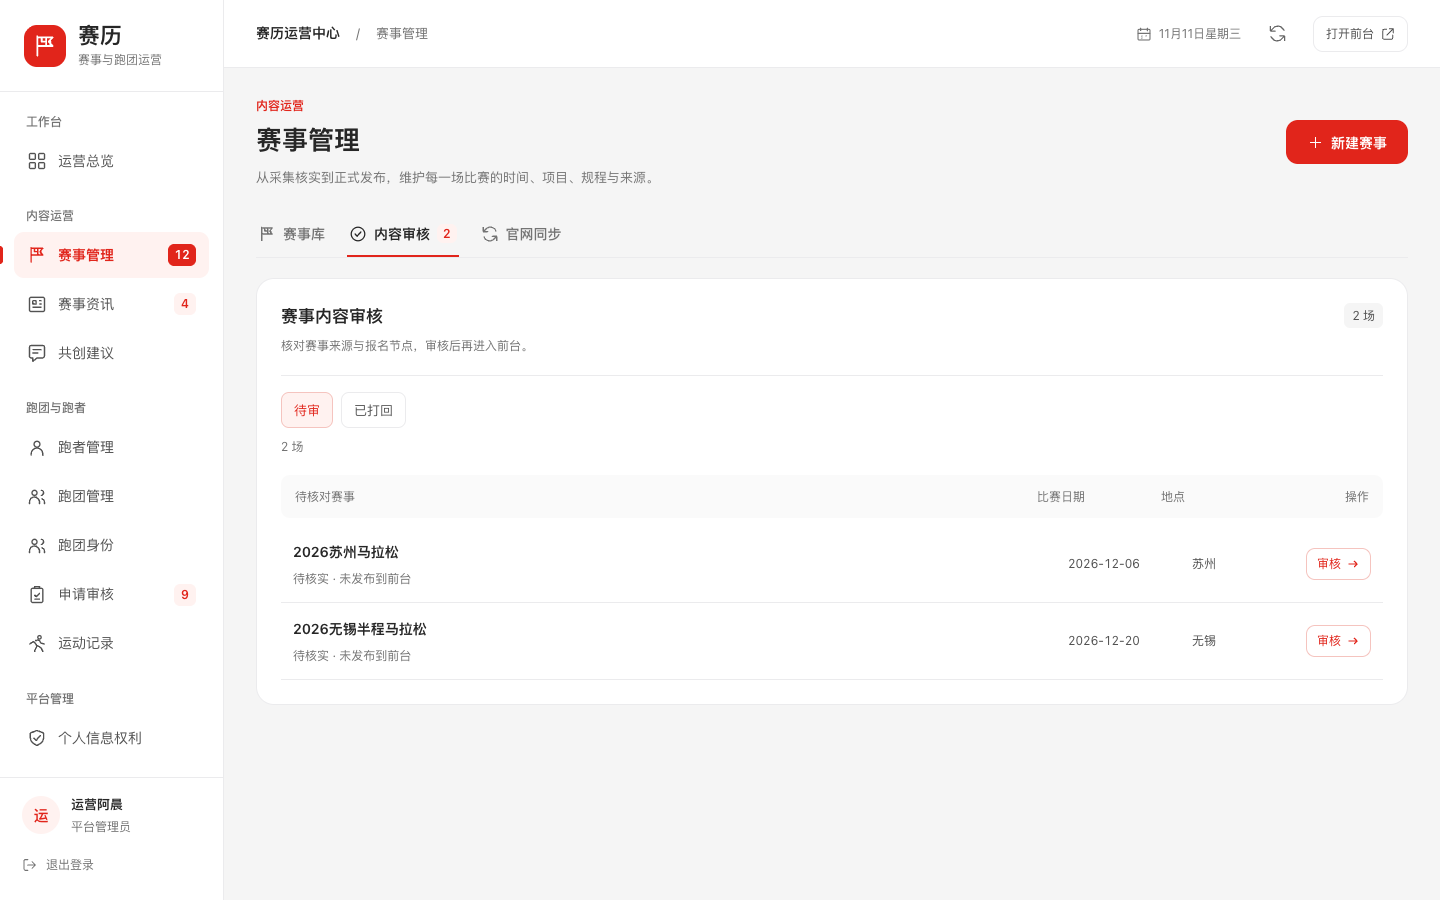 赛历
赛事与跑团运营
工作台
运营总览
内容运营
赛事管理 12
赛事资讯 4
共创建议
跑团与跑者
跑者管理
跑团管理
跑团身份
申请审核 9
运动记录
平台管理
个人信息权利
运 运营阿晨
平台管理员
退出登录
赛历运营中心 / 赛事管理
11月11日星期三
打开前台
内容运营
赛事管理
从采集核实到正式发布，维护每一场比赛的时间、项目、规程与来源。
新建赛事
赛事库 内容审核 2 官网同步
赛事内容审核
2 场
核对赛事来源与报名节点，审核后再进入前台。
待审 已打回
2 场
待核对赛事 比赛日期 地点 操作
2026苏州马拉松
待核实 · 未发布到前台
2026-12-06 苏州 审核
2026无锡半程马拉松
待核实 · 未发布到前台
2026-12-20 无锡 审核